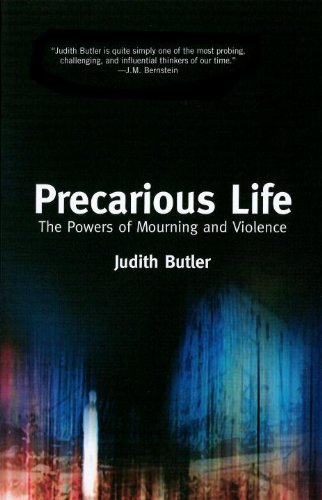 "Judith Butler is quite simply one of the most probing,
challenging, and influential thinkers of our time."
—J.M. Bernstein
Precarious Life
The Powers of Mourning and Violence
Judith Butler